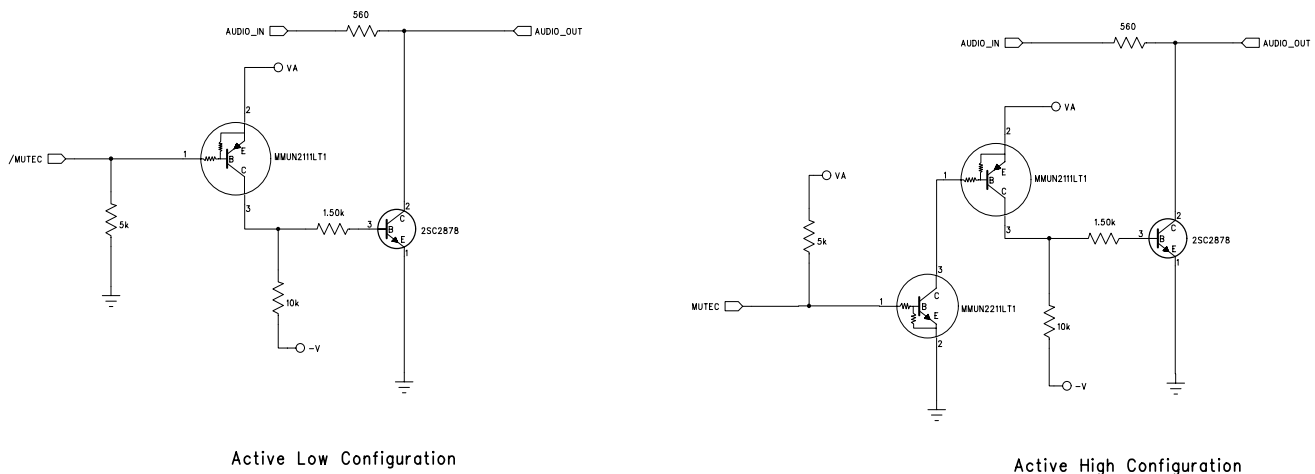 560
AUDIO_IN
AUDIO_OUT
VA
2
/MUTEC
1
B
E
C
MMUN2111LT1
3
5k
1.50k
3
B
C
E
2
1
2SC2878
10k
-V
Active Low Configuration
560
AUDIO_IN
AUDIO_OUT
VA
2
VA
1
B
E
C
MMUN2111LT1
3
5k
1.50k
3
B
C
E
2
1
2SC2878
3
MUTEC
1
B
C
E
MMUN2211LT1
2
10k
-V
Active High Configuration